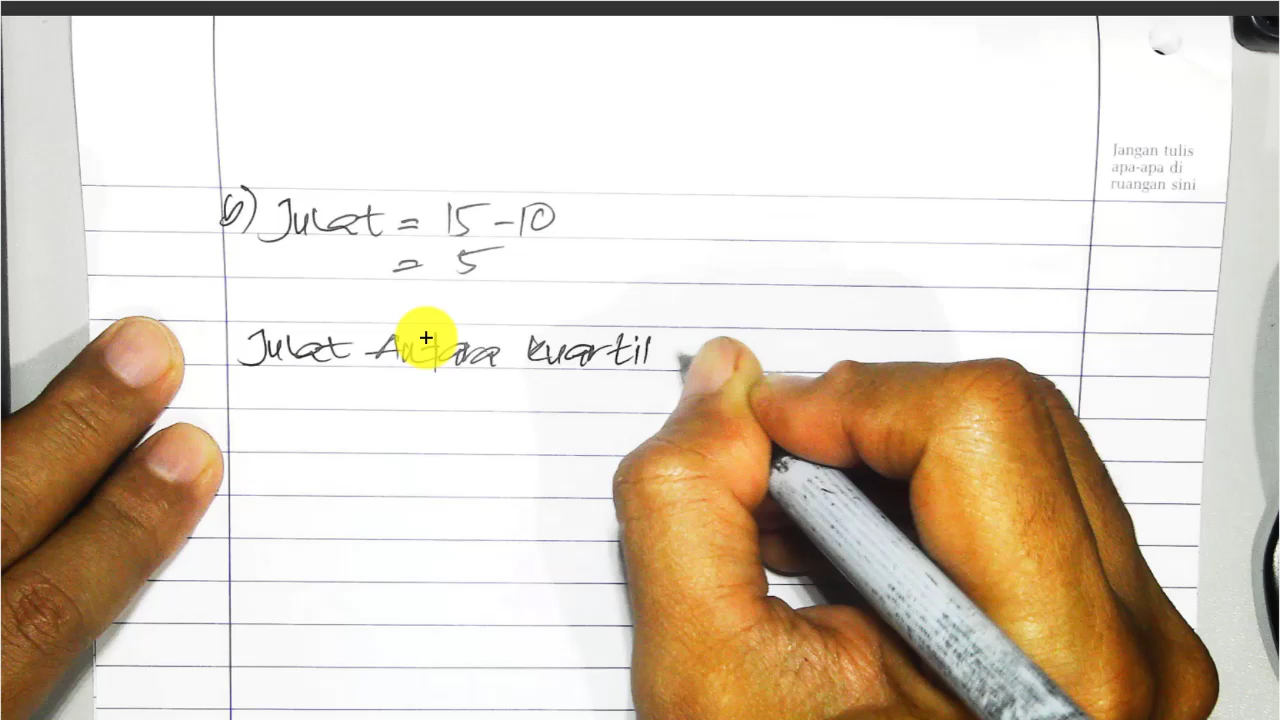 Jangan tulis
apa-apa di
ruangan sini
b) Julat = 15 - 10
= 5
Julat Antara Kuartil